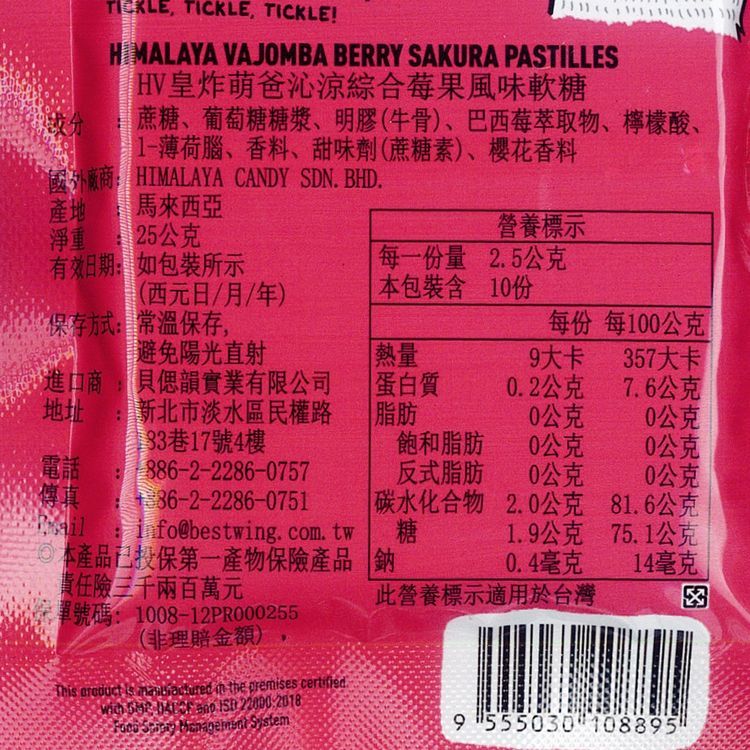 TICKLE, TICKLE, TICKLE!
HIMALAYA VAJOMBA BERRY SAKURA PASTILLES
HV皇炸萌爸沁涼綜合莓果風味軟糖
成分：蔗糖、葡萄糖糖漿、明膠(牛骨)、巴西莓萃取物、檸檬酸、
l-薄荷腦、香料、甜味劑(蔗糖素)、櫻花香料
國外廠商：HIMALAYA CANDY SDN. BHD.
產地：馬來西亞
淨重：25公克
有效日期：如包裝所示
(西元日/月/年)
保存方式：常溫保存,
避免陽光直射
進口商：貝偲韻實業有限公司
地址：新北市淡水區民權路
183巷17號4樓
電話：+886-2-2286-0757
傳真：+886-2-2286-0751
Email：info@bestwing.com.tw
◎本產品已投保第一產物保險產品
責任險三千兩百萬元
保單號碼：1008-12PR000255
(非理賠金額)，
營養標示
每一份量 2.5公克
本包裝含 10份
每份 每100公克
熱量 9大卡 357大卡
蛋白質 0.2公克 7.6公克
脂肪 0公克 0公克
飽和脂肪 0公克 0公克
反式脂肪 0公克 0公克
碳水化合物 2.0公克 81.6公克
糖 1.9公克 75.1公克
鈉 0.4毫克 14毫克
此營養標示適用於台灣
This product is manufactured in the premises certified
with GMP, HACCP and ISO 22000:2018
Food Safety Management System
9 555030 108895